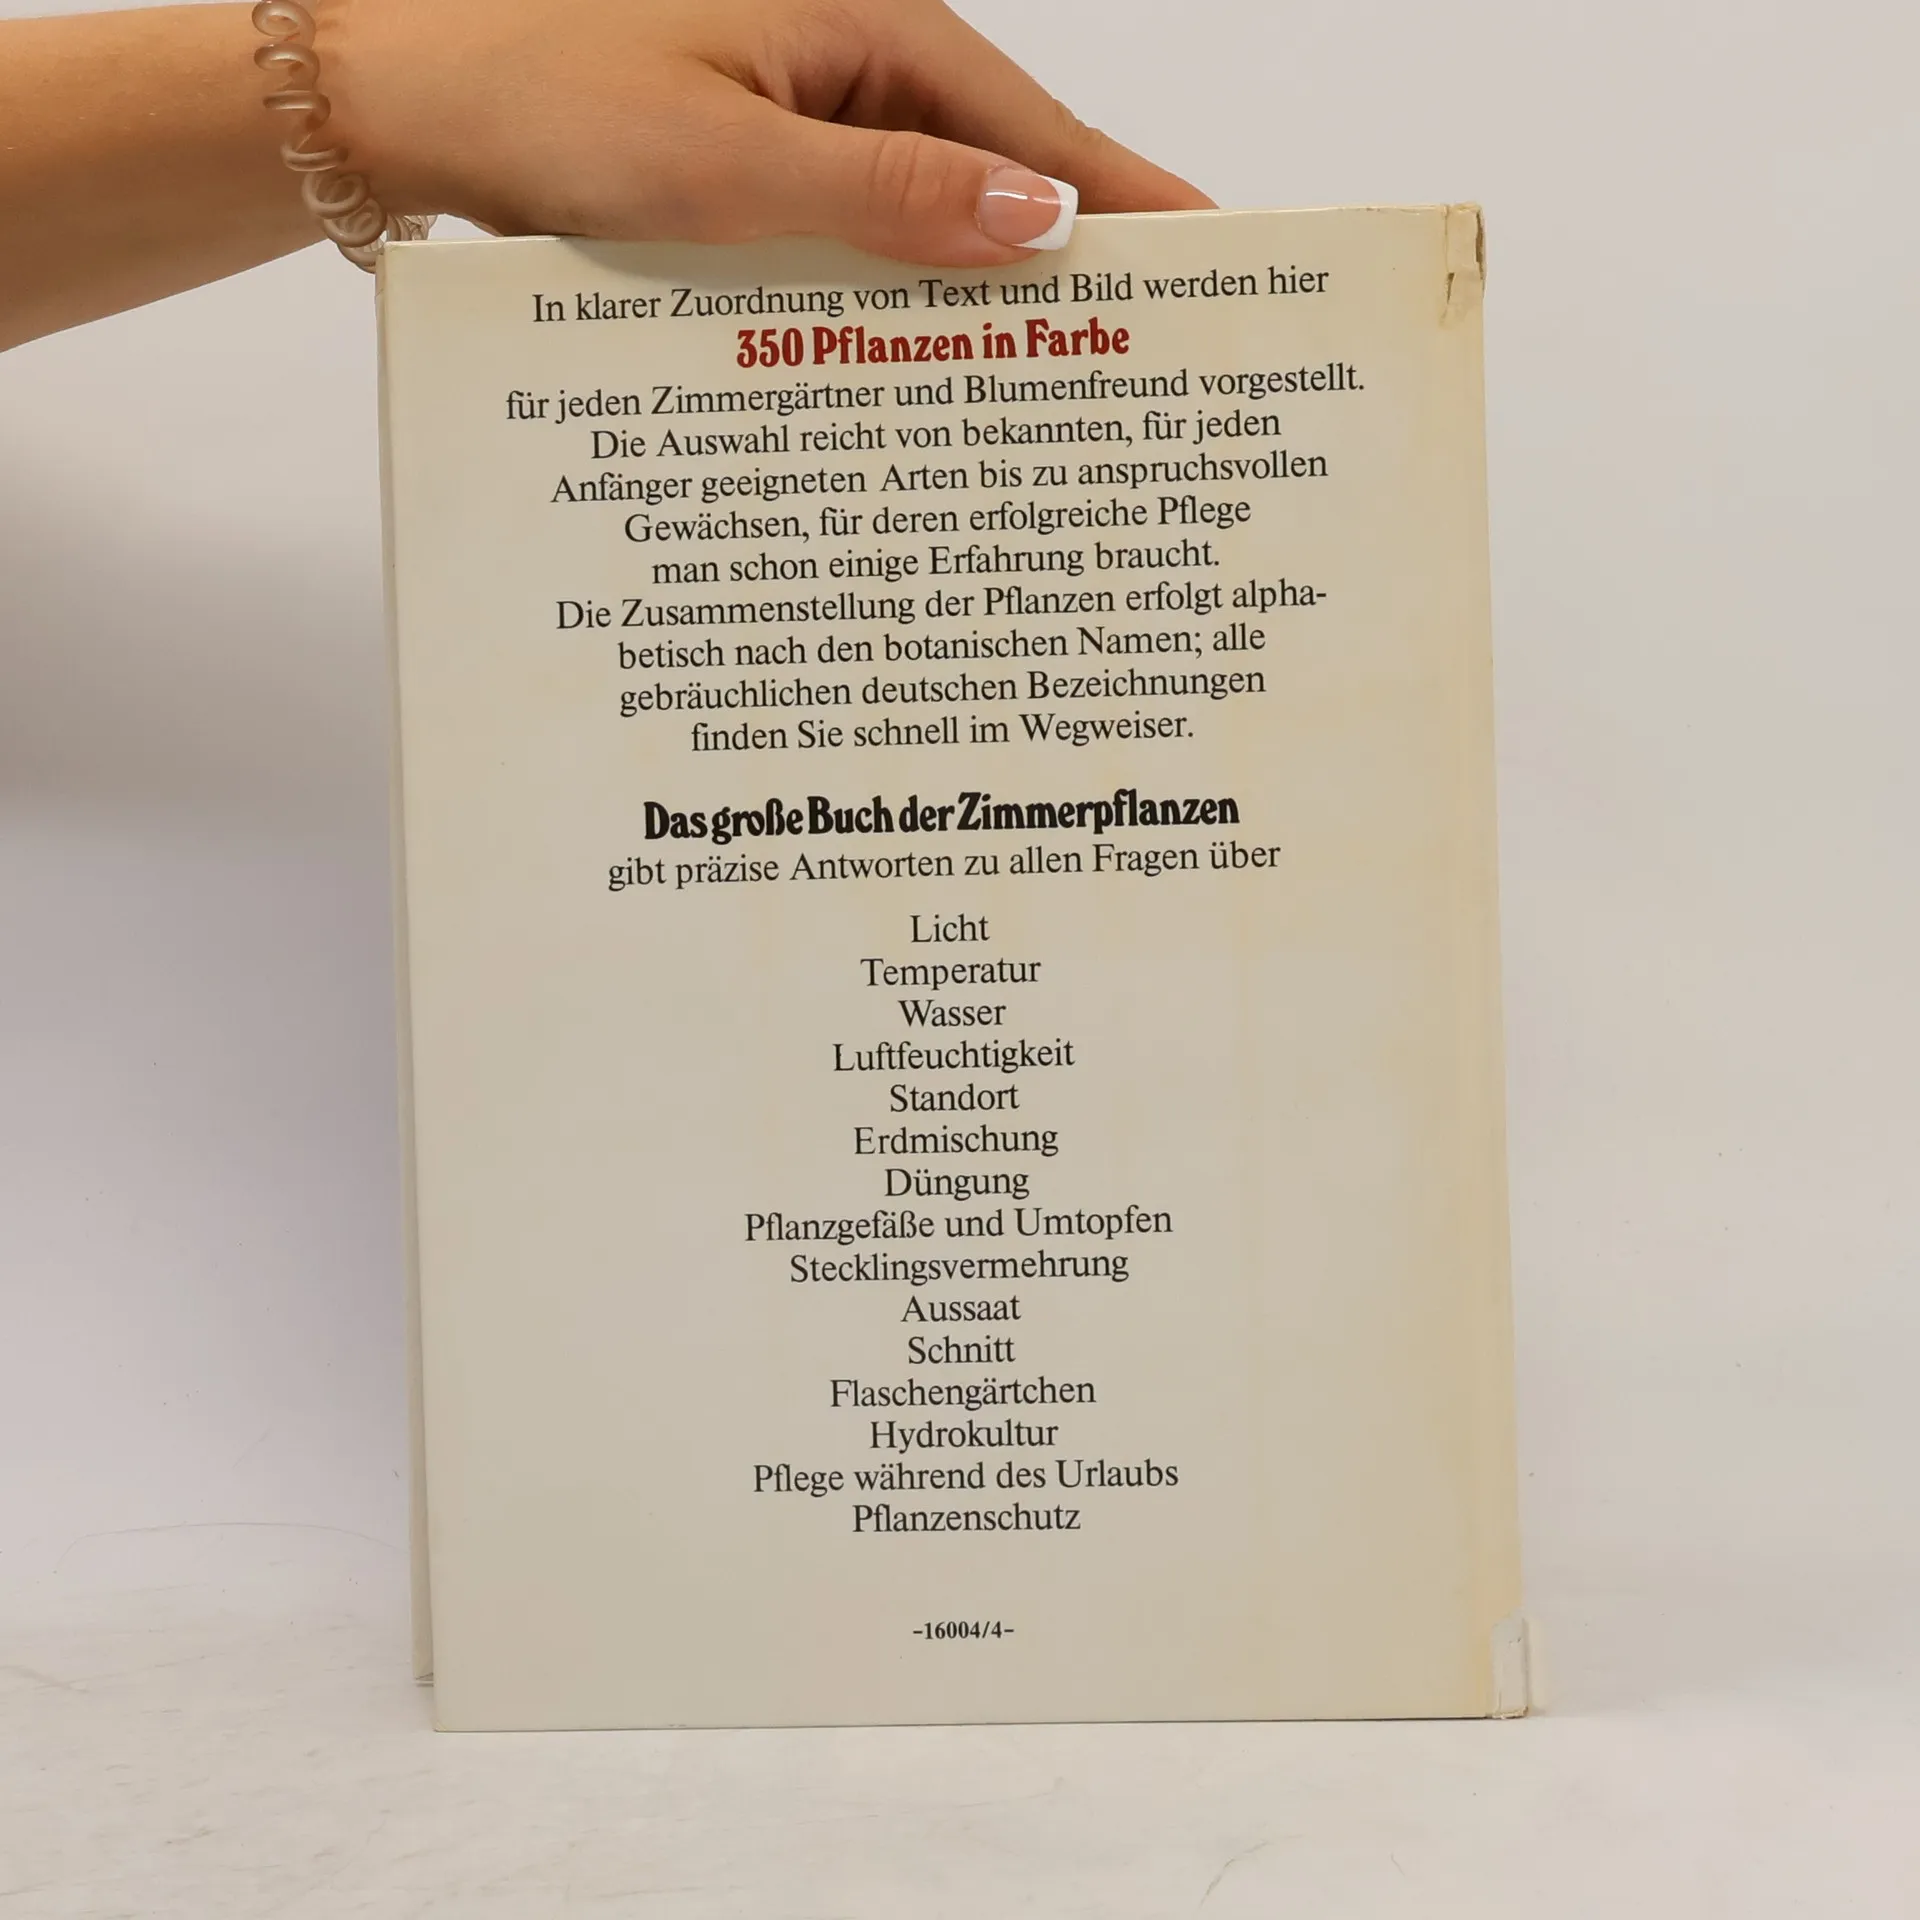 In klarer Zuordnung von Text und Bild werden hier
350 Pflanzen in Farbe
für jeden Zimmergärtner und Blumenfreund vorgestellt.
Die Auswahl reicht von bekannten, für jeden
Anfänger geeigneten Arten bis zu anspruchsvollen
Gewächsen, für deren erfolgreiche Pflege
man schon einige Erfahrung braucht.
Die Zusammenstellung der Pflanzen erfolgt alpha-
betisch nach den botanischen Namen; alle
gebräuchlichen deutschen Bezeichnungen
finden Sie schnell im Wegweiser.
Das große Buch der Zimmerpflanzen
gibt präzise Antworten zu allen Fragen über
Licht
Temperatur
Wasser
Luftfeuchtigkeit
Standort
Erdmischung
Düngung
Pflanzgefäße und Umtopfen
Stecklingsvermehrung
Aussaat
Schnitt
Flaschengärtchen
Hydrokultur
Pflege während des Urlaubs
Pflanzenschutz
–16004/4–